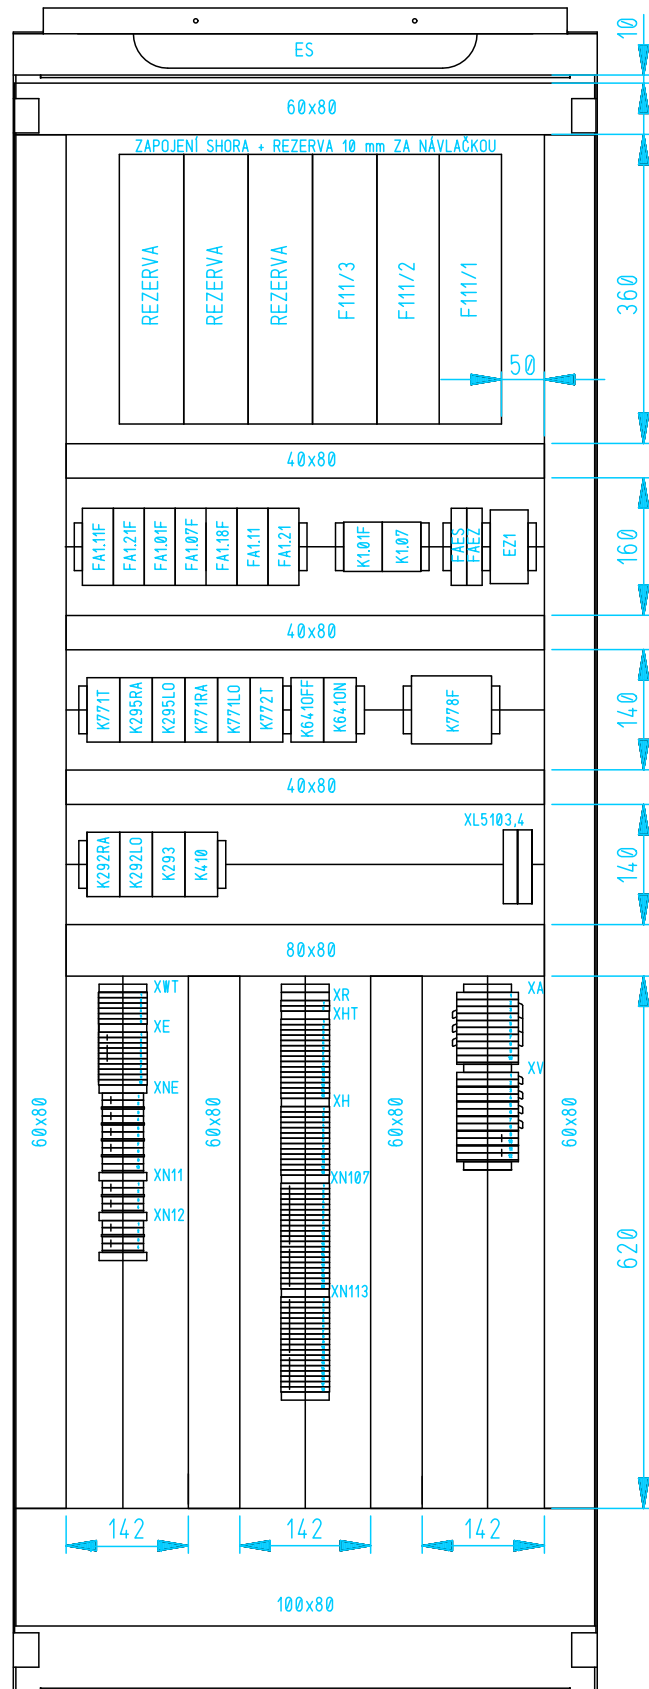 ES
10
60x80
ZAPOJENÍ SHORA + REZERVA 10 mm ZA NÁVLAČKOU
REZERVA
REZERVA
REZERVA
F111/3
F111/2
F111/1
360
50
40x80
FA1.11F
FA1.21F
FA1.01F
FA1.07F
FA1.18F
FA1.11
FA1.21
K1.01F
K1.07
FAES
FAEZ
EZ1
160
40x80
K771T
K295RA
K295LO
K771RA
K771LO
K772T
K641OFF
K641ON
K778F
140
40x80
XL5103,4
K292RA
K292LO
K293
K410
140
80x80
XWT
XE
XNE
XN11
XN12
XR
XHT
XH
XN107
XN113
XA
XV
60x80
60x80
60x80
60x80
620
142
142
142
100x80